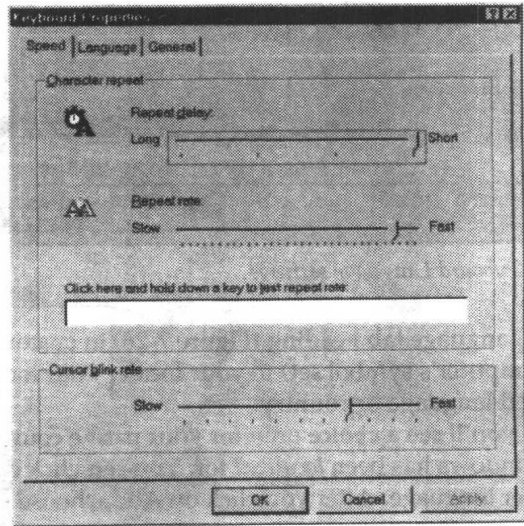 Keyboard Properties
Speed Language General
Character repeat
Repeat delay:
Long Short
Repeat rate:
Slow Fast
Click here and hold down a key to test repeat rate:
Cursor blink rate
Slow Fast
OK Cancel Apply